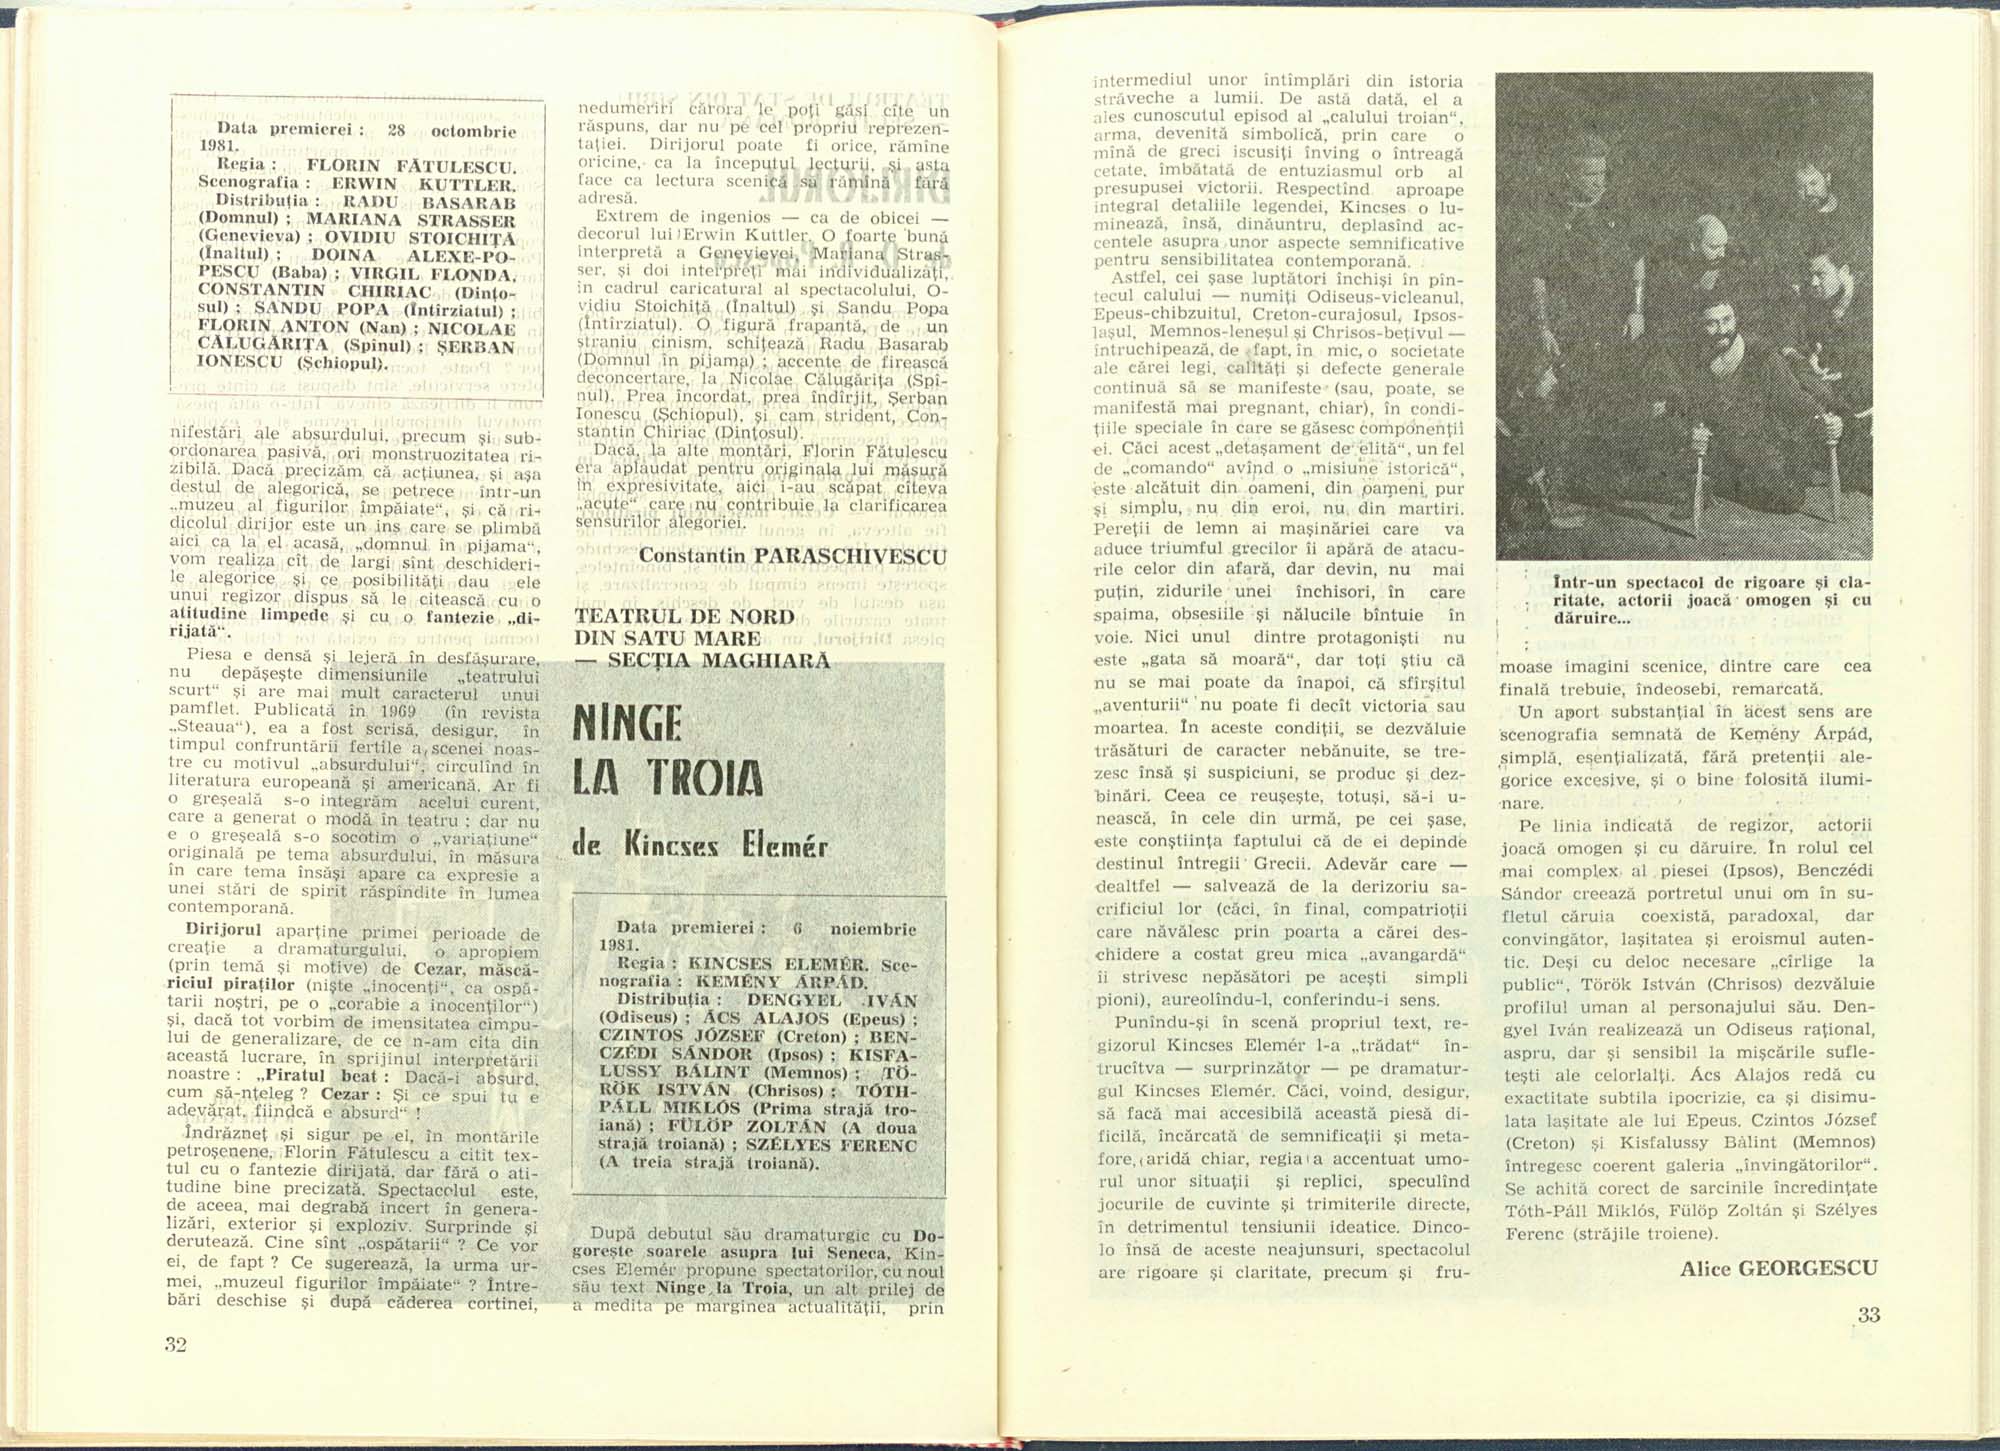 Data premierei : 28 octombrie
1981.
Regia : FLORIN FĂTULESCU.
Scenografia : ERWIN KUTTLER.
Distribuția : RADU BASARAB
(Domnul) ; MARIANA STRASSER
(Genevieva) ; OVIDIU STOICHIȚĂ
(Înaltul) ; DOINA ALEXE-PO-
PESCU (Baba) ; VIRGIL FLONDA,
CONSTANTIN CHIRIAC (Dinto-
sul) ; SANDU POPA (Întîrziatul) ;
FLORIN ANTON (Nan) ; NICOLAE
CĂLUGĂRIȚA (Spînul) ; ȘERBAN
IONESCU (Șchiopul).
nifestări ale absurdului, precum și sub-
ordonarea pasivă, ori monstruozitatea ri-
zibilă. Dacă precizăm că acțiunea, și așa
destul de alegorică, se petrece într-un
„muzeu al figurilor împăiate“, și că ri-
dicolul dirijor este un ins care se plimbă
aici ca la el acasă, „domnul în pijama“,
vom realiza cît de largi sînt deschideri-
le alegorice și ce posibilități dau ele
unui regizor dispus să le citească cu o
atitudine limpede și cu o fantezie „di-
rijată“.
Piesa e densă și lejeră în desfășurare,
nu depășește dimensiunile „teatrului
scurt“ și are mai mult caracterul unui
pamflet. Publicată în 1969 (în revista
„Steaua“), ea a fost scrisă, desigur, în
timpul confruntării fertile a scenei noas-
tre cu motivul „absurdului“, circulînd în
literatura europeană și americană. Ar fi
o greșeală s-o integrăm acelui curent,
care a generat o modă în teatru ; dar nu
e o greșeală s-o socotim o „variațiune“
originală pe tema absurdului, în măsura
în care tema însăși apare ca expresie a
unei stări de spirit răspîndite în lumea
contemporană.
Dirijorul aparține primei perioade de
creație a dramaturgului, o apropiem
(prin temă și motive) de Cezar, măscă-
riciul piraților (niște „inocenți“, ca ospă-
tarii noștri, pe o „corabie a inocenților“)
și, dacă tot vorbim de imensitatea cîmpu-
lui de generalizare, de ce n-am cita din
această lucrare, în sprijinul interpretării
noastre : „Piratul beat : Dacă-i absurd,
cum să-nțeleg ? Cezar : Și ce spui tu e
adevărat, fiindcă e absurd“ !
Îndrăzneț și sigur pe el, în montările
petroșenene, Florin Fătulescu a citit tex-
tul cu o fantezie dirijată, dar fără o ati-
tudine bine precizată. Spectacolul este,
de aceea, mai degrabă incert în genera-
lizări, exterior și exploziv. Surprinde și
derutează. Cine sînt „ospătarii“ ? Ce vor
ei, de fapt ? Ce sugerează, la urma ur-
mei, „muzeul figurilor împăiate“ ? Între-
bări deschise și după căderea cortinei,
32
nedumeriri cărora le poți găsi cîte un
răspuns, dar nu pe cel propriu reprezen-
tației. Dirijorul poate fi orice, rămîne
oricine, ca la începutul lecturii, și asta
face ca lectura scenică să rămînă fără
adresă.
Extrem de ingenios — ca de obicei —
decorul lui Erwin Kuttler. O foarte bună
interpretă a Genevievei, Mariana Stras-
ser, și doi interpreți mai individualizați,
în cadrul caricatural al spectacolului, O-
vidiu Stoichiță (Înaltul) și Sandu Popa
(Întîrziatul). O figură frapantă, de un
straniu cinism, schițează Radu Basarab
(Domnul în pijama) ; accente de firească
deconcertare, la Nicolae Călugărița (Spî-
nul). Prea încordat, prea îndîrjit, Șerban
Ionescu (Șchiopul), și cam strident, Con-
stantin Chiriac (Dințosul).
Dacă, la alte montări, Florin Fătulescu
era aplaudat pentru originala lui măsură
în expresivitate, aici i-au scăpat cîteva
„acute“ care nu contribuie la clarificarea
sensurilor alegoriei.
Constantin PARASCHIVESCU
TEATRUL DE NORD
DIN SATU MARE
— SECȚIA MAGHIARĂ
NINGE
LA TROIA
de Kincses Elemér
Data premierei : 6 noiembrie
1981.
Regia : KINCSES ELEMÉR. Sce-
nografia : KEMÉNY ÁRPÁD.
Distribuția : DENGYEL IVÁN
(Odiseus) ; ÁCS ALAJOS (Epeus) ;
CZINTOS JÓZSEF (Creton) ; BEN-
CZÉDI SÁNDOR (Ipsos) ; KISFA-
LUSSY BÁLINT (Memnos) ; TÖ-
RÖK ISTVÁN (Chrisos) ; TÓTH-
PÁLL MIKLÓS (Prima strajă tro-
iană) ; FÜLÖP ZOLTÁN (A doua
strajă troiană) ; SZÉLYES FERENC
(A treia strajă troiană).
După debutul său dramaturgic cu Do-
gorește soarele asupra lui Seneca, Kin-
cses Elemér propune spectatorilor, cu noul
său text Ninge la Troia, un alt prilej de
a medita pe marginea actualității, prin
intermediul unor întîmplări din istoria
străveche a lumii. De astă dată, el a
ales cunoscutul episod al „calului troian“,
arma, devenită simbolică, prin care o
mînă de greci iscusiți înving o întreagă
cetate, îmbătată de entuziasmul orb al
presupusei victorii. Respectînd aproape
integral detaliile legendei, Kincses o lu-
minează, însă, dinăuntru, deplasînd ac-
centele asupra unor aspecte semnificative
pentru sensibilitatea contemporană.
Astfel, cei șase luptători închiși în pîn-
tecul calului — numiți Odiseus-vicleanul,
Epeus-chibzuitul, Creton-curajosul, Ipsos-
lașul, Memnos-leneșul și Chrisos-bețivul —
întruchipează, de fapt, în mic, o societate
ale cărei legi, calități și defecte generale
continuă să se manifeste (sau, poate, se
manifestă mai pregnant, chiar), în condi-
țiile speciale în care se găsesc componenții
ei. Căci acest „detașament de elită“, un fel
de „comando“ avînd o „misiune istorică“,
este alcătuit din oameni, din oameni pur
și simplu, nu din eroi, nu din martiri.
Pereții de lemn ai mașinăriei care va
aduce triumful grecilor îi apără de atacu-
rile celor din afară, dar devin, nu mai
puțin, zidurile unei închisori, în care
spaima, obsesiile și nălucile bîntuie în
voie. Nici unul dintre protagoniști nu
este „gata să moară“, dar toți știu că
nu se mai poate da înapoi, că sfîrșitul
„aventurii“ nu poate fi decît victoria sau
moartea. În aceste condiții, se dezvăluie
trăsături de caracter nebănuite, se tre-
zesc însă și suspiciuni, se produc și dez-
binări. Ceea ce reușește, totuși, să-i u-
nească, în cele din urmă, pe cei șase,
este conștiința faptului că de ei depinde
destinul întregii Grecii. Adevăr care —
dealtfel — salvează de la derizoriu sa-
crificiul lor (căci, în final, compatrioții
care năvălesc prin poarta a cărei des-
chidere a costat greu mica „avangardă“
îi strivesc nepăsători pe acești simpli
pioni), aureolîndu-l, conferindu-i sens.
Punîndu-și în scenă propriul text, re-
gizorul Kincses Elemér l-a „trădat“ în-
trucîtva — surprinzător — pe dramatur-
gul Kincses Elemér. Căci, voind, desigur,
să facă mai accesibilă această piesă di-
ficilă, încărcată de semnificații și meta-
fore, aridă chiar, regia a accentuat umo-
rul unor situații și replici, speculînd
jocurile de cuvinte și trimiterile directe,
în detrimentul tensiunii ideatice. Dinco-
lo însă de aceste neajunsuri, spectacolul
are rigoare și claritate, precum și fru-
Într-un spectacol de rigoare și cla-
ritate, actorii joacă omogen și cu
dăruire...
moase imagini scenice, dintre care cea
finală trebuie, îndeosebi, remarcată.
Un aport substanțial în acest sens are
scenografia semnată de Kemény Árpád,
simplă, esențializată, fără pretenții ale-
gorice excesive, și o bine folosită ilumi-
nare.
Pe linia indicată de regizor, actorii
joacă omogen și cu dăruire. În rolul cel
mai complex al piesei (Ipsos), Benczédi
Sándor creează portretul unui om în su-
fletul căruia coexistă, paradoxal, dar
convingător, lașitatea și eroismul auten-
tic. Deși cu deloc necesare „cîrlige la
public“, Török István (Chrisos) dezvăluie
profilul uman al personajului său. Den-
gyel Iván realizează un Odiseus rațional,
aspru, dar și sensibil la mișcările sufle-
tești ale celorlalți. Ács Alajos redă cu
exactitate subtila ipocrizie, ca și disimu-
lata lașitate ale lui Epeus. Czintos József
(Creton) și Kisfalussy Bálint (Memnos)
întregesc coerent galeria „învingătorilor“.
Se achită corect de sarcinile încredințate
Tóth-Páll Miklós, Fülöp Zoltán și Szélyes
Ferenc (străjile troiene).
Alice GEORGESCU
33